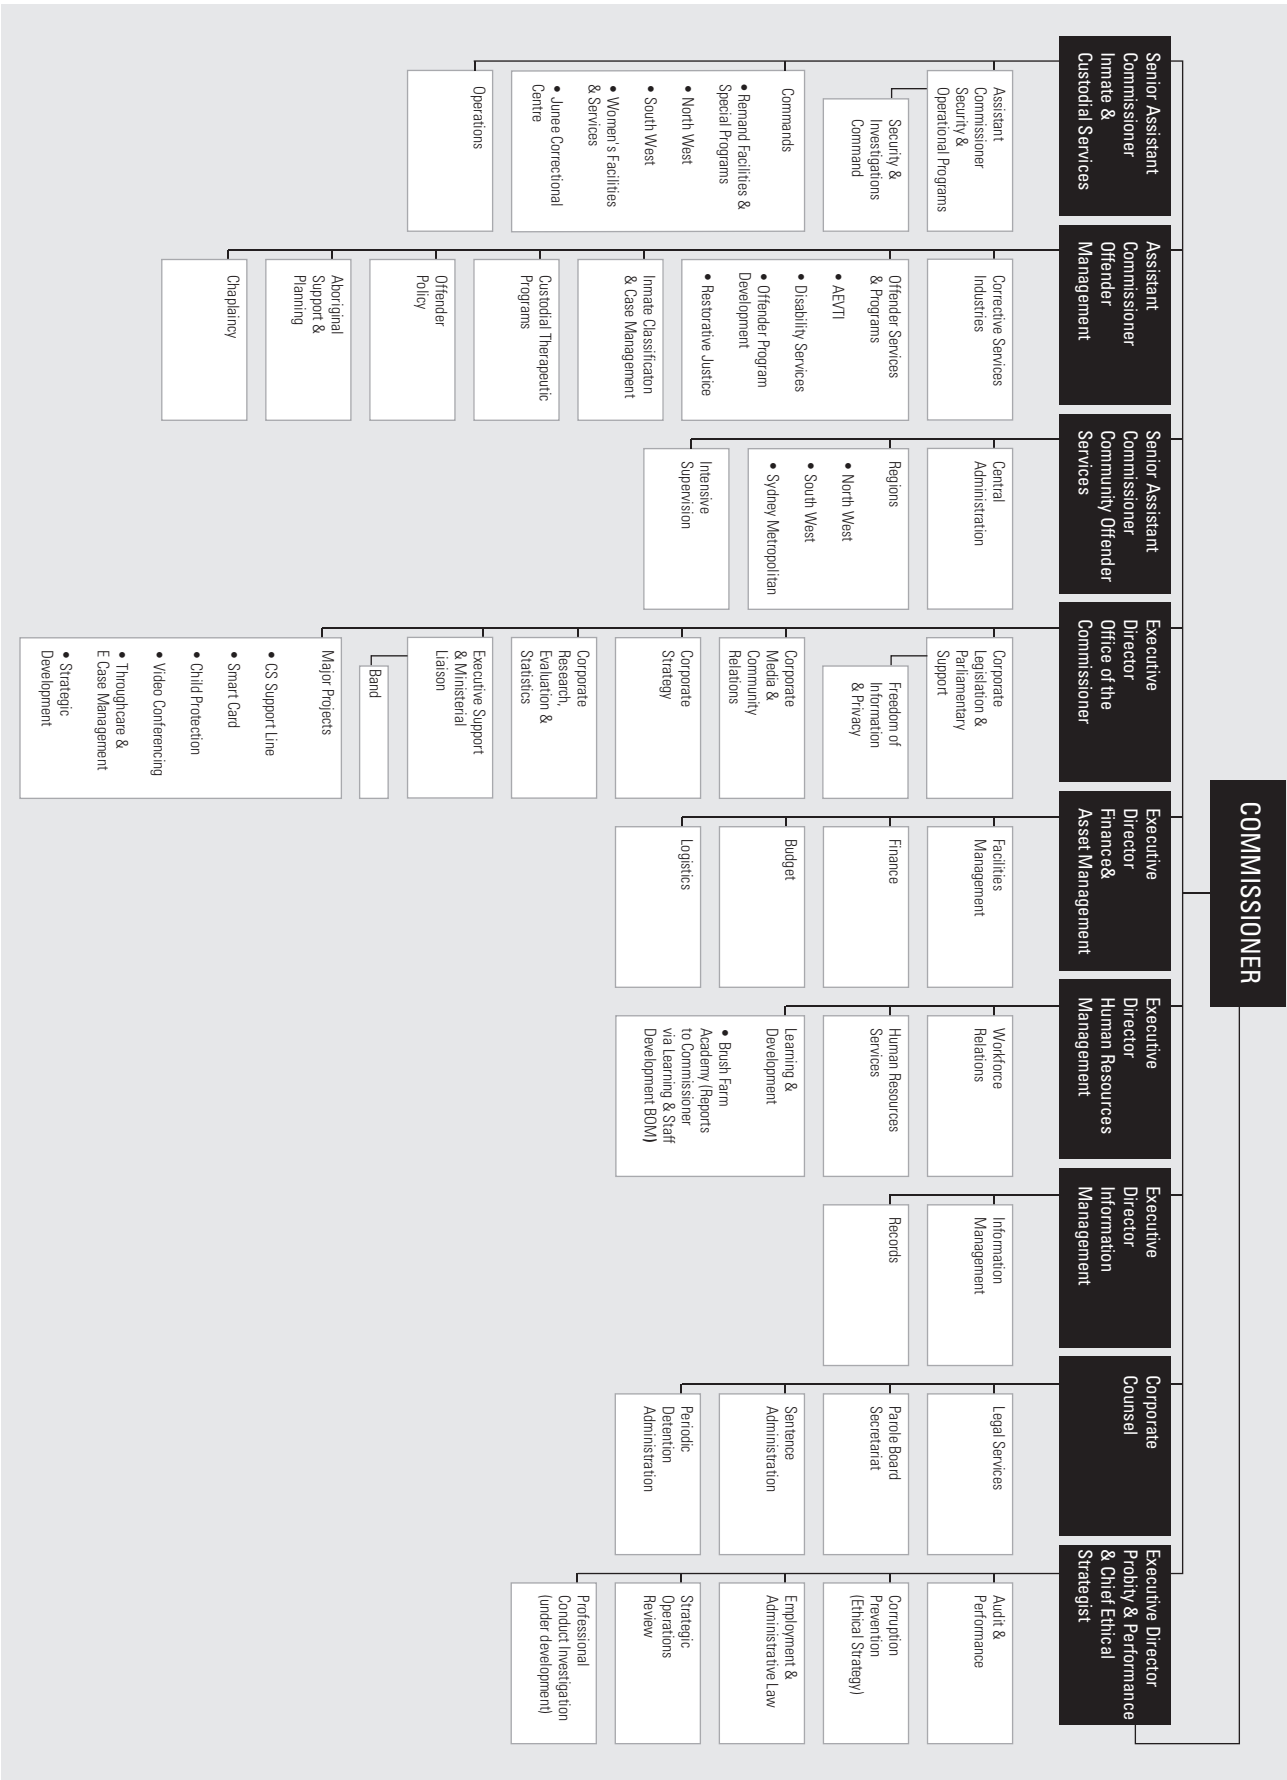 COMMISSIONER
Senior Assistant
Commissioner
Inmate &
Custodial Services
Assistant
Commissioner
Security &
Operational Programs
Security &
Investigations
Command
Commands
• Remand Facilities &
Special Programs
• North West
• South West
• Women's Facilities
& Services
• Junee Correctional
Centre
Operations
Assistant
Commissioner
Offender
Management
Corrective Services
Industries
Offender Services
& Programs
• AEVTI
• Disability Services
• Offender Program
Development
• Restorative Justice
Inmate Classificaton
& Case Management
Custodial Therapeutic
Programs
Offender
Policy
Aboriginal
Support &
Planning
Chaplaincy
Senior Assistant
Commissioner
Community Offender
Services
Central
Administration
Regions
• North West
• South West
• Sydney Metropolitan
Intensive
Supervision
Executive
Director
Office of the
Commissioner
Corporate
Legislation &
Parliamentary
Support
Freedom of
Information
& Privacy
Corporate
Media &
Community
Relations
Corporate
Strategy
Corporate
Research,
Evaluation &
Statistics
Executive Support
& Ministerial
Liaison
Band
Major Projects
• CS Support Line
• Smart Card
• Child Protection
• Video Conferencing
• Throughcare &
E Case Management
• Strategic
Development
Executive
Director
Finance&
Asset Management
Facilities
Management
Finance
Budget
Logistics
Executive
Director
Human Resources
Management
Workforce
Relations
Human Resources
Services
Learning &
Development
• Brush Farm
Academy (Reports
to Commissioner
via Learning & Staff
Development BOM)
Executive
Director
Information
Management
Information
Management
Records
Corporate
Counsel
Legal Services
Parole Board
Secretariat
Sentence
Administration
Periodic
Detention
Administration
Executive Director
Probity & Performance
& Chief Ethical
Strategist
Audit &
Performance
Corruption
Prevention
(Ethical Strategy)
Employment &
Administrative Law
Strategic
Operations
Review
Professional
Conduct Investigation
(under development)